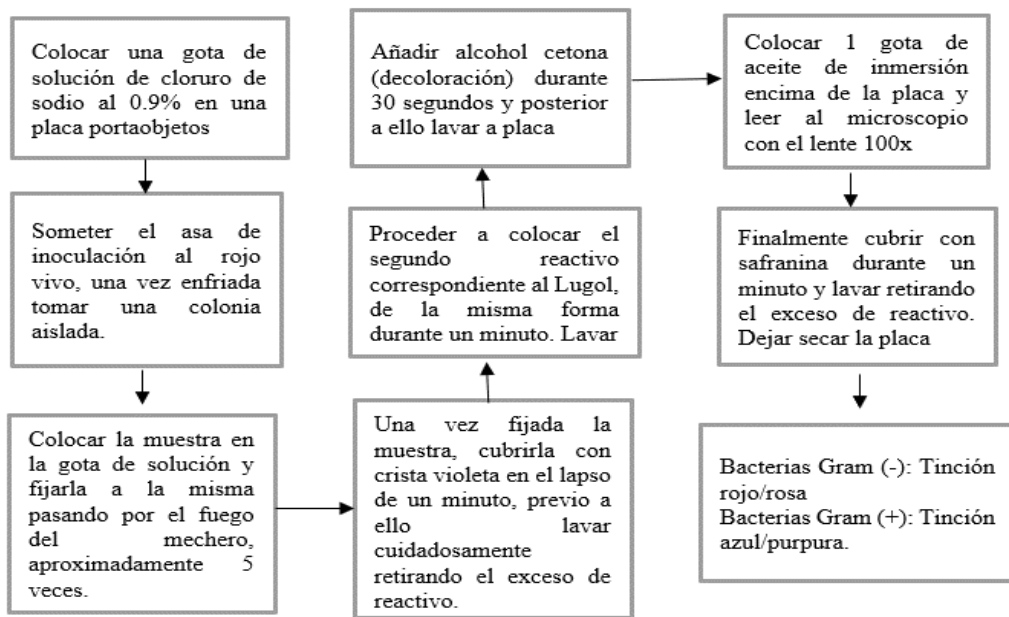 Colocar una gota de
solución de cloruro de
sodio al 0.9% en una
placa portaobjetos
Someter el asa de
inoculación al rojo
vivo, una vez enfriada
tomar una colonia
aislada.
Colocar la muestra en
la gota de solución y
fijarla a la misma
pasando por el fuego
del mechero,
aproximadamente 5
veces.
Una vez fijada la
muestra, cubrirla con
crista violeta en el lapso
de un minuto, previo a
ello lavar
cuidadosamente
retirando el exceso de
reactivo.
Proceder a colocar el
segundo reactivo
correspondiente al Lugol,
de la misma forma
durante un minuto. Lavar
Añadir alcohol cetona
(decoloración) durante
30 segundos y posterior
a ello lavar a placa
Colocar 1 gota de
aceite de inmersión
encima de la placa y
leer al microscopio
con el lente 100x
Finalmente cubrir con
safranina durante un
minuto y lavar retirando
el exceso de reactivo.
Dejar secar la placa
Bacterias Gram (-): Tinción
rojo/rosa
Bacterias Gram (+): Tinción
azul/purpura.